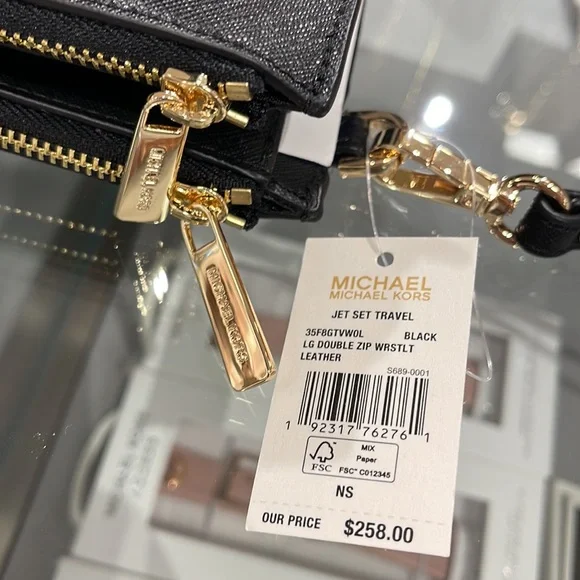 MICHAEL
MICHAEL KORS
JET SET TRAVEL
35F8GTVW0L BLACK
LG DOUBLE ZIP WRSTLT
LEATHER
S689-0001
1 92317 76276 1
FSC
MIX
Paper
FSC™ C012345
NS
OUR PRICE $258.00